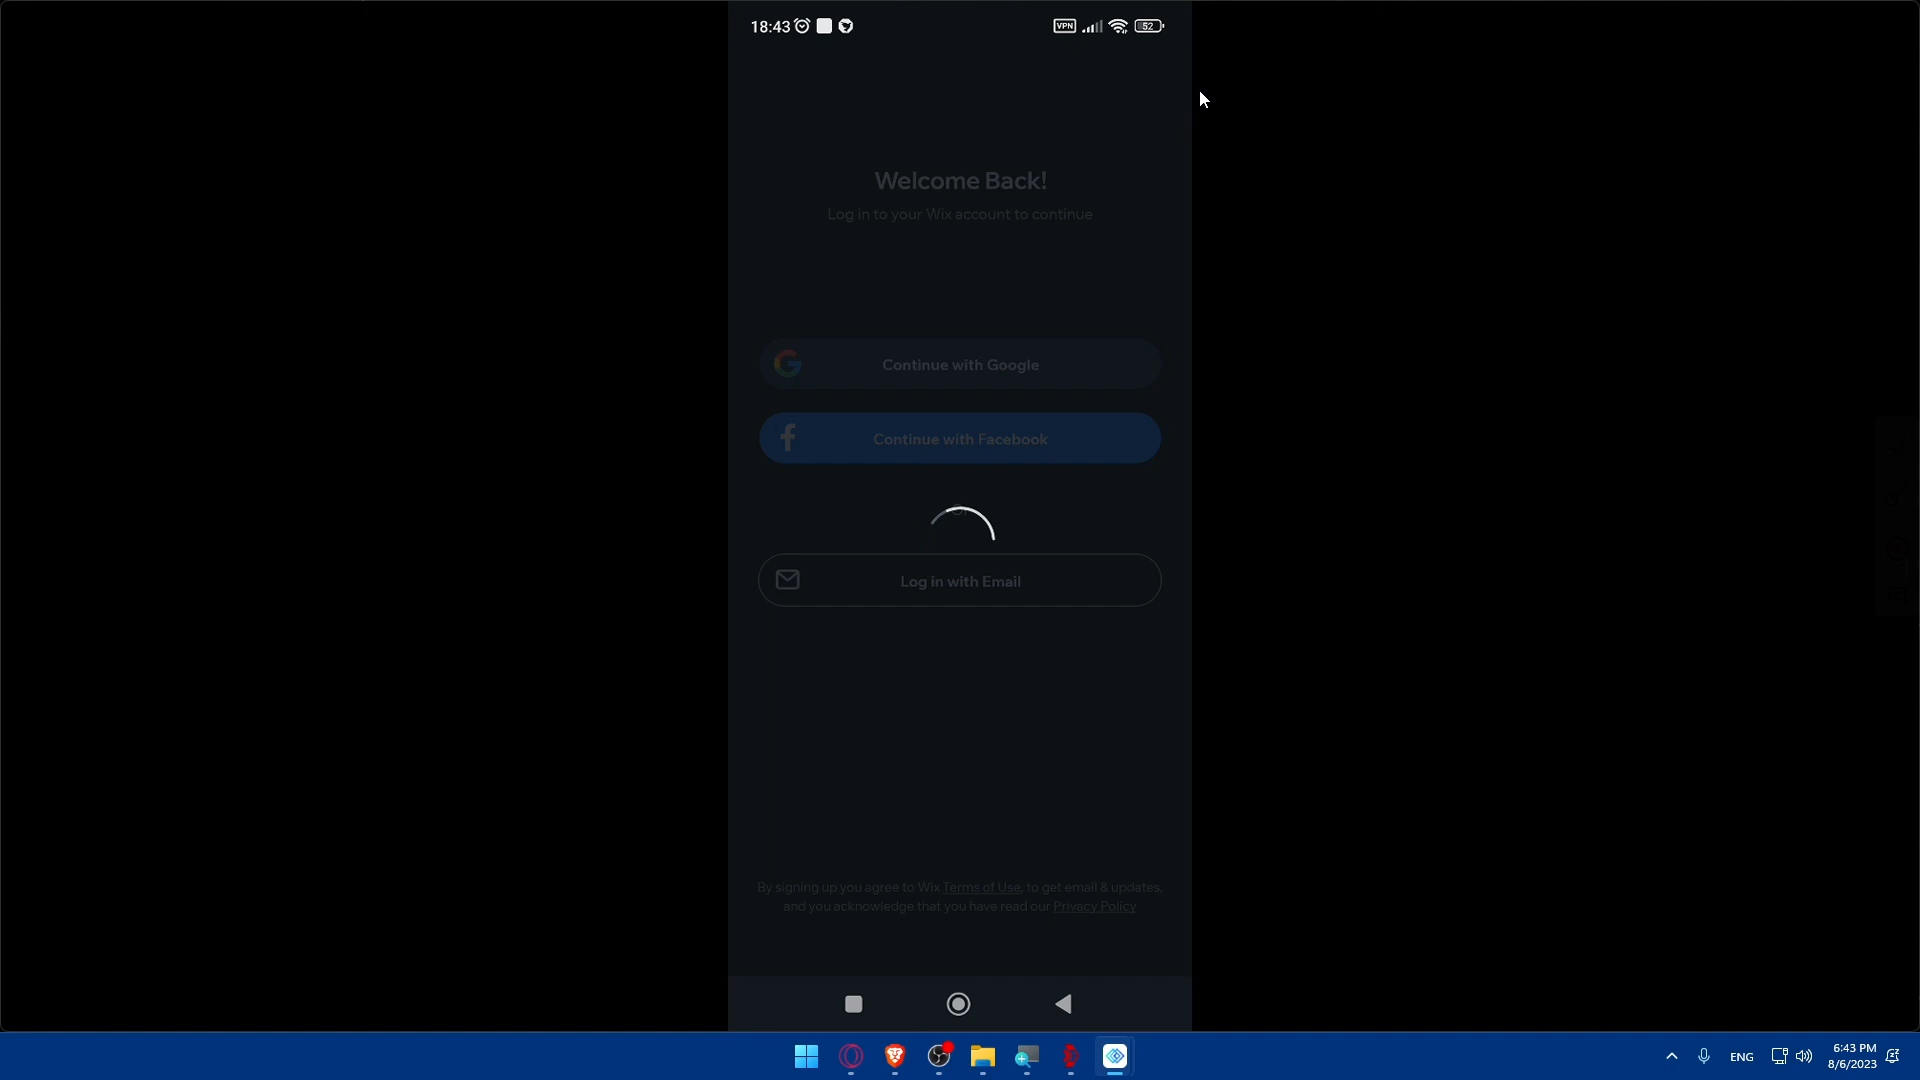 18:43
VPN
52
Welcome Back!
Log in to your Wix account to continue
Continue with Google
Continue with Facebook
Log in with Email
By signing up you agree to Wix Terms of Use, to get email & updates,
and you acknowledge that you have read our Privacy Policy
ENG
6:43 PM
8/6/2023